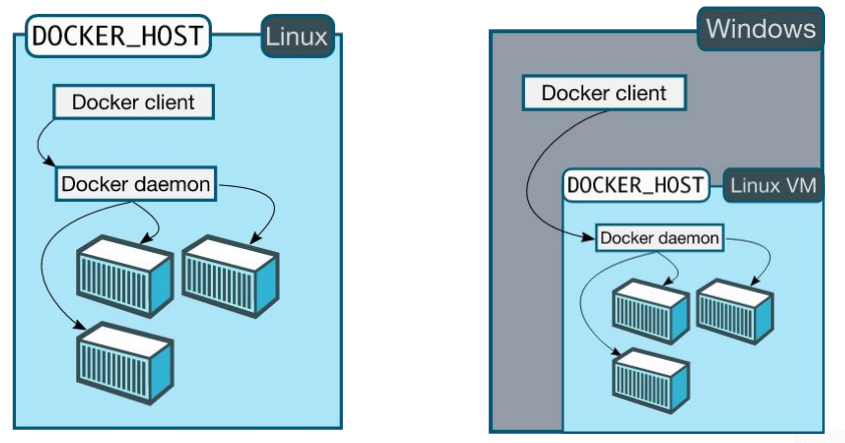 DOCKER_HOST
Linux
Docker client
Docker daemon
Windows
Docker client
DOCKER_HOST
Linux VM
Docker daemon